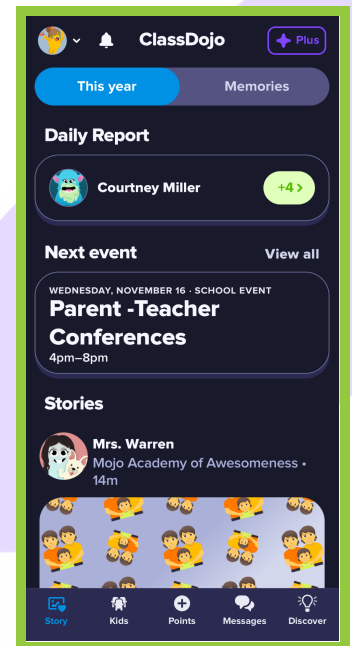 ClassDojo
Plus
This year
Memories
Daily Report
Courtney Miller
+4 >
Next event
View all
WEDNESDAY, NOVEMBER 16 · SCHOOL EVENT
Parent -Teacher
Conferences
4pm–8pm
Stories
Mrs. Warren
Mojo Academy of Awesomeness •
14m
Story
Kids
Points
Messages
Discover